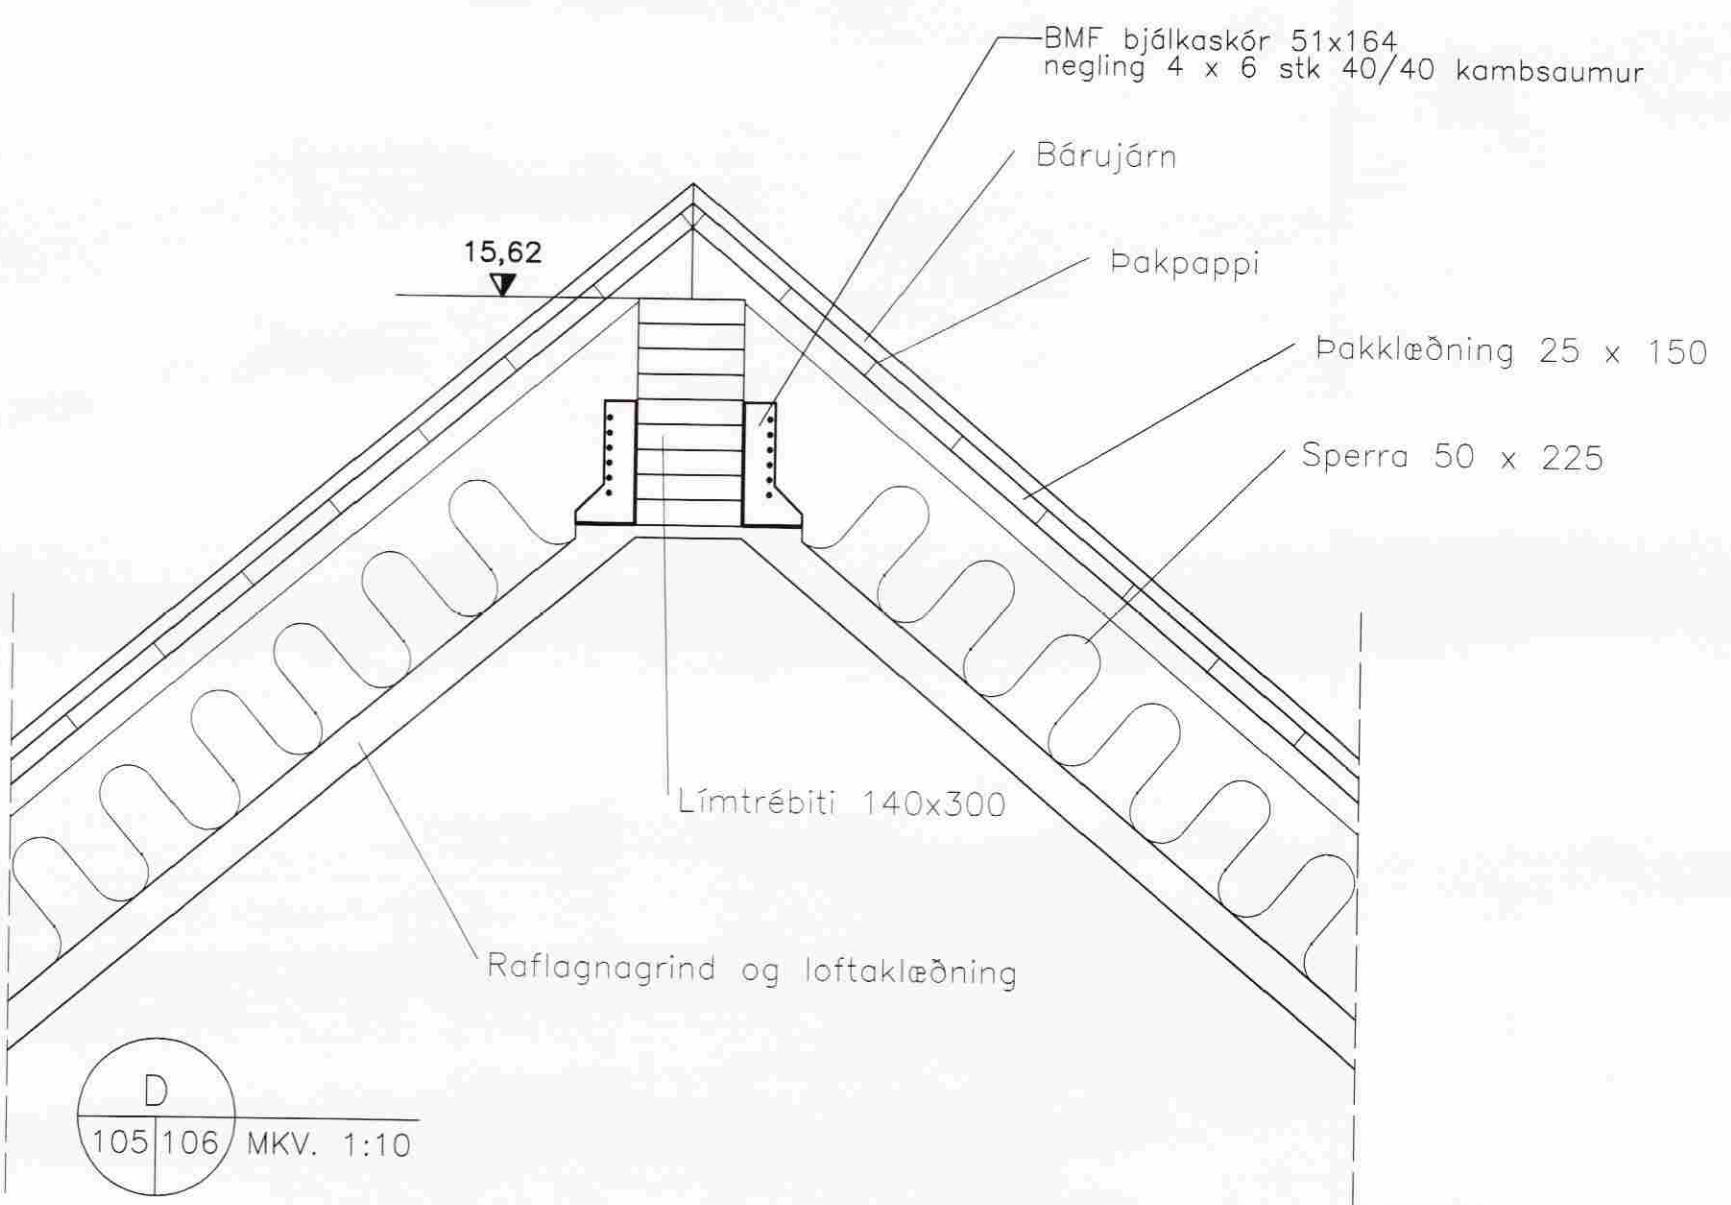 BMF bjálkaskór 51x164
negling 4 x 6 stk 40/40 kambsaumur
Bárujárn
15,62
Þakpappi
Þakklæðning 25 x 150
Sperra 50 x 225
Límtrébiti 140x300
Raflagnagrind og loftaklæðning
D
105 106 MKV. 1:10